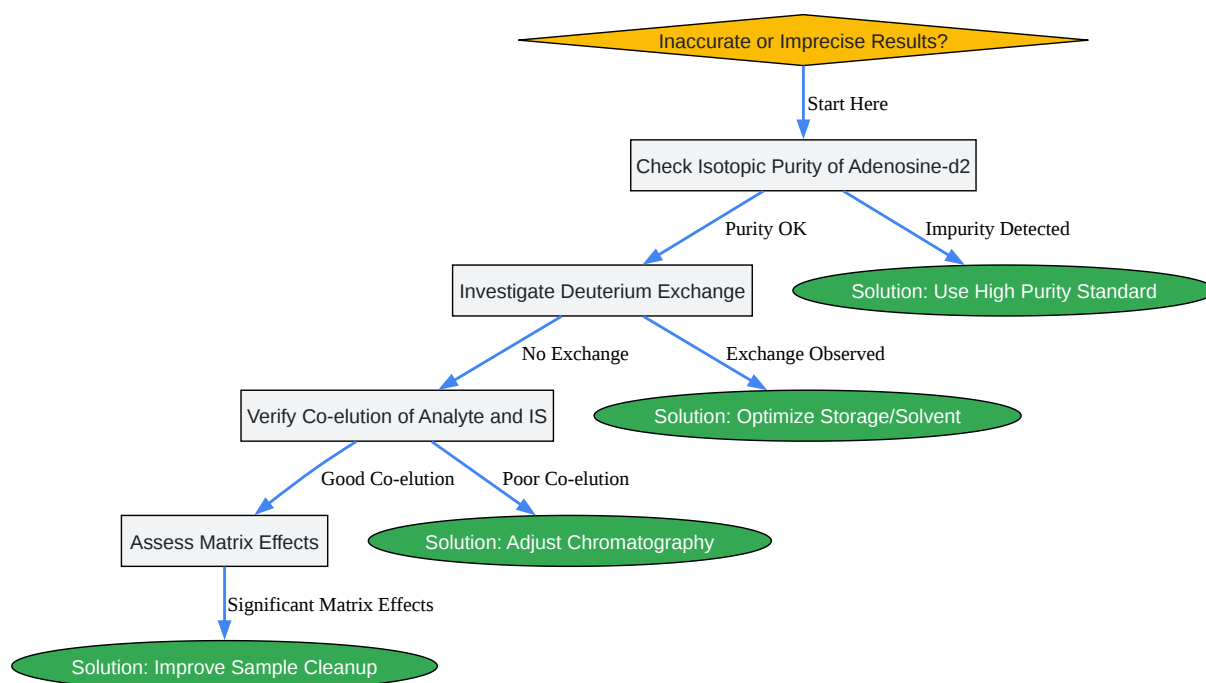 Inaccurate or Imprecise Results?
Start Here
Check Isotopic Purity of Adenosine-d2
Purity OK
Impurity Detected
Investigate Deuterium Exchange
Solution: Use High Purity Standard
No Exchange
Exchange Observed
Verify Co-elution of Analyte and IS
Solution: Optimize Storage/Solvent
Good Co-elution
Poor Co-elution
Assess Matrix Effects
Solution: Adjust Chromatography
Significant Matrix Effects
Solution: Improve Sample Cleanup